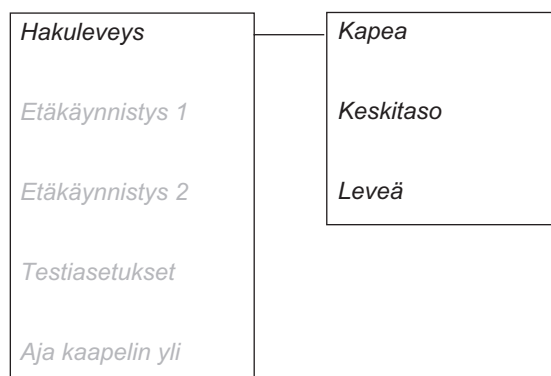 Hakuleveys
Etäkäynnistys 1
Etäkäynnistys 2
Testiasetukset
Aja kaapelin yli
Kapea
Keskitaso
Leveä